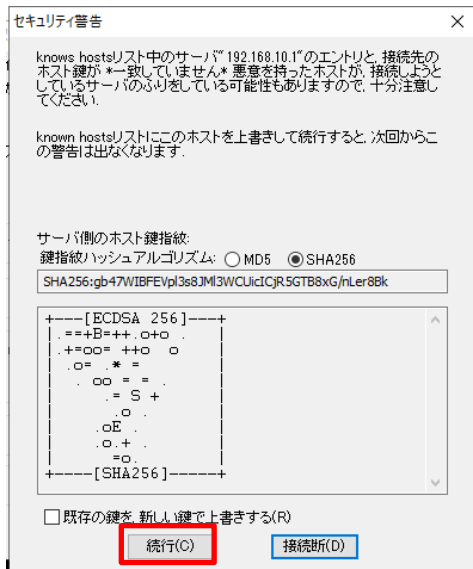 セキュリティ警告
knows hostsリスト中のサーバ"192.168.10.1"のエントリと, 接続先の
ホスト鍵が *一致していません* 悪意を持ったホストが, 接続しようと
しているサーバのふりをしている可能性もありますので, 十分注意し
てください.
known hostsリストにこのホストを上書きして続行すると, 次回からこ
の警告は出なくなります.
サーバ側のホスト鍵指紋:
鍵指紋ハッシュアルゴリズム: MD5 SHA256
SHA256:gb47WIBFEVpl3s8JMl3WCUicICjR5GTB8xG/nLer8Bk
+---[ECDSA 256]---+
|.==+B=++.o+o .   |
|.+=oo= ++o  o    |
| .o= .* =        |
|  . oo = = .     |
|     .= S +      |
|      .o .       |
|    .oE .        |
|    .o.+ .       |
|      =o.        |
+----[SHA256]-----+
既存の鍵を, 新しい鍵で上書きする(R)
続行(C) 接続断(D)